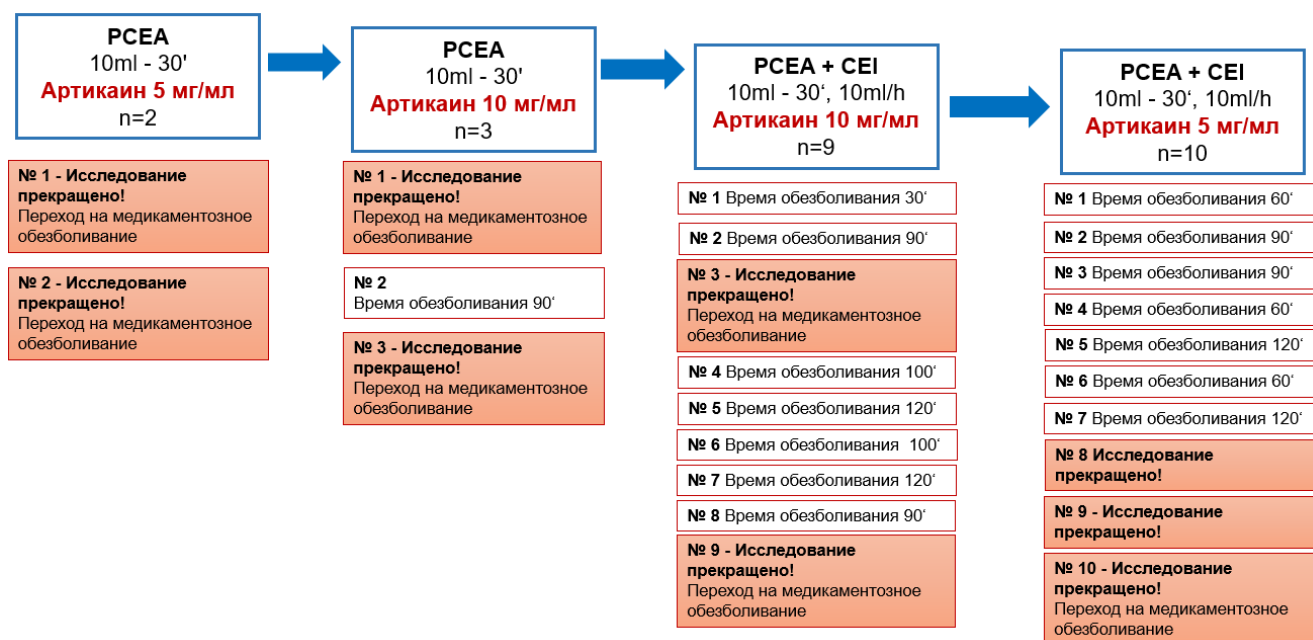 PCEA
10ml - 30'
Артикаин 5 мг/мл
n=2
№ 1 - Исследование
прекращено!
Переход на медикаментозное
обезболивание
№ 2 - Исследование
прекращено!
Переход на медикаментозное
обезболивание
PCEA
10ml - 30'
Артикаин 10 мг/мл
n=3
№ 1 - Исследование
прекращено!
Переход на медикаментозное
обезболивание
№ 2
Время обезболивания 90‘
№ 3 - Исследование
прекращено!
Переход на медикаментозное
обезболивание
PCEA + CEI
10ml - 30‘, 10ml/h
Артикаин 10 мг/мл
n=9
№ 1 Время обезболивания 30‘
№ 2 Время обезболивания 90‘
№ 3 - Исследование
прекращено!
Переход на медикаментозное
обезболивание
№ 4 Время обезболивания 100‘
№ 5 Время обезболивания 120‘
№ 6 Время обезболивания 100‘
№ 7 Время обезболивания 120‘
№ 8 Время обезболивания 90‘
№ 9 - Исследование
прекращено!
Переход на медикаментозное
обезболивание
PCEA + CEI
10ml - 30‘, 10ml/h
Артикаин 5 мг/мл
n=10
№ 1 Время обезболивания 60‘
№ 2 Время обезболивания 90‘
№ 3 Время обезболивания 90‘
№ 4 Время обезболивания 60‘
№ 5 Время обезболивания 120‘
№ 6 Время обезболивания 60‘
№ 7 Время обезболивания 120‘
№ 8 Исследование
прекращено!
№ 9 - Исследование
прекращено!
№ 10 - Исследование
прекращено!
Переход на медикаментозное
обезболивание